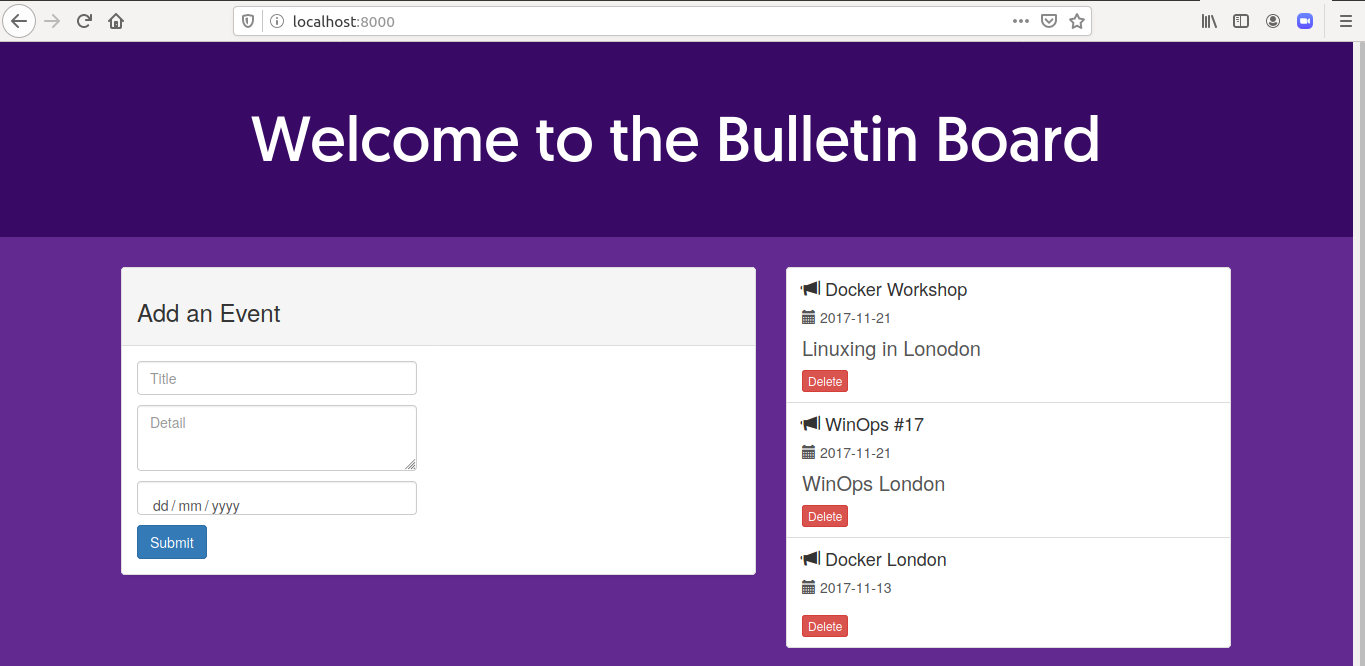 localhost:8000
Welcome to the Bulletin Board
Add an Event
Title
Detail
dd / mm / yyyy
Submit
Docker Workshop
2017-11-21
Linuxing in Lonodon
Delete
WinOps #17
2017-11-21
WinOps London
Delete
Docker London
2017-11-13
Delete